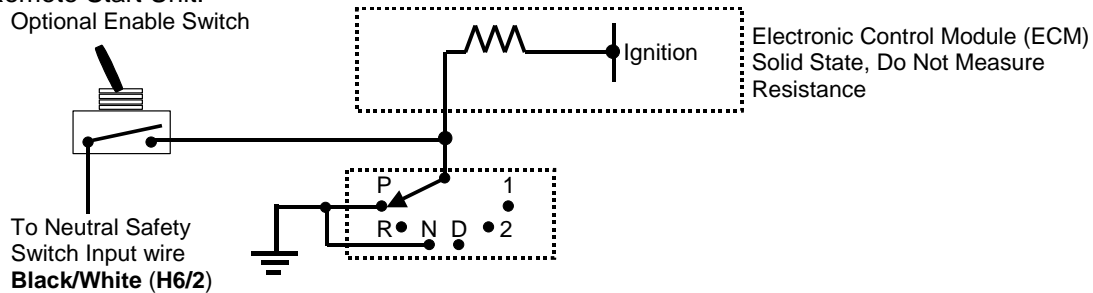 Remote Start Unit.
Optional Enable Switch
Ignition
Electronic Control Module (ECM)
Solid State, Do Not Measure
Resistance
P
1
R N D 2
To Neutral Safety
Switch Input wire
Black/White (H6/2)